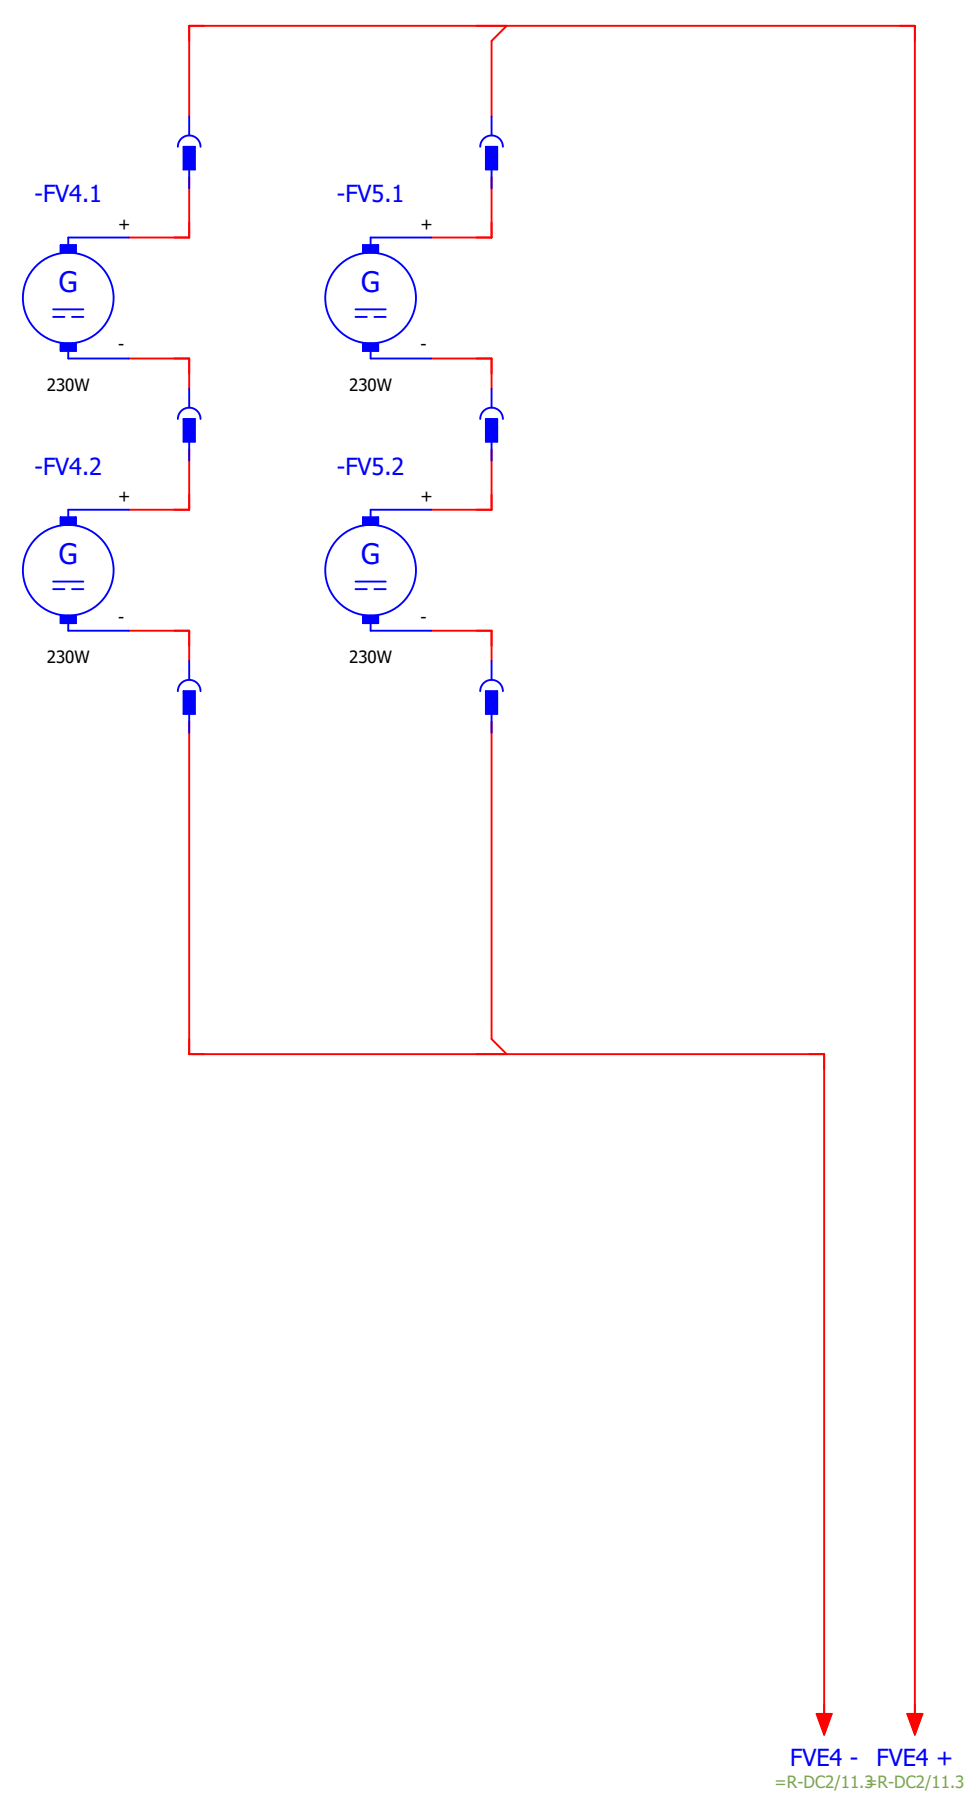 -FV4.1 -FV5.1
+ +
G G
- -
230W 230W
-FV4.2 -FV5.2
+ +
G G
- -
230W 230W
FVE4 - FVE4 +
=R-DC2/11.3 =R-DC2/11.3